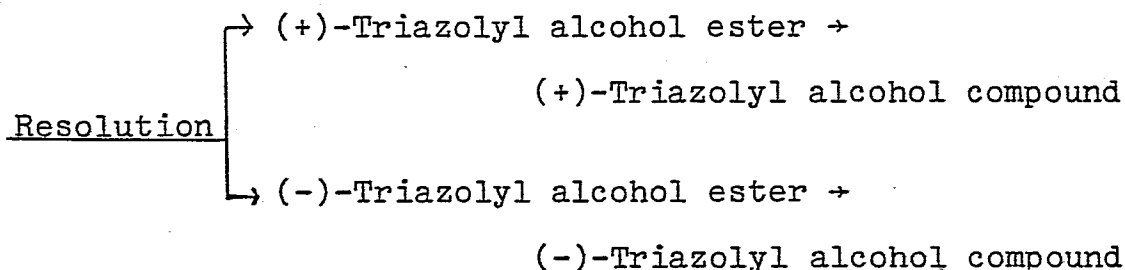 (+)-Triazolyl alcohol ester →
(+)-Triazolyl alcohol compound
Resolution
(-)-Triazolyl alcohol ester →
(-)-Triazolyl alcohol compound